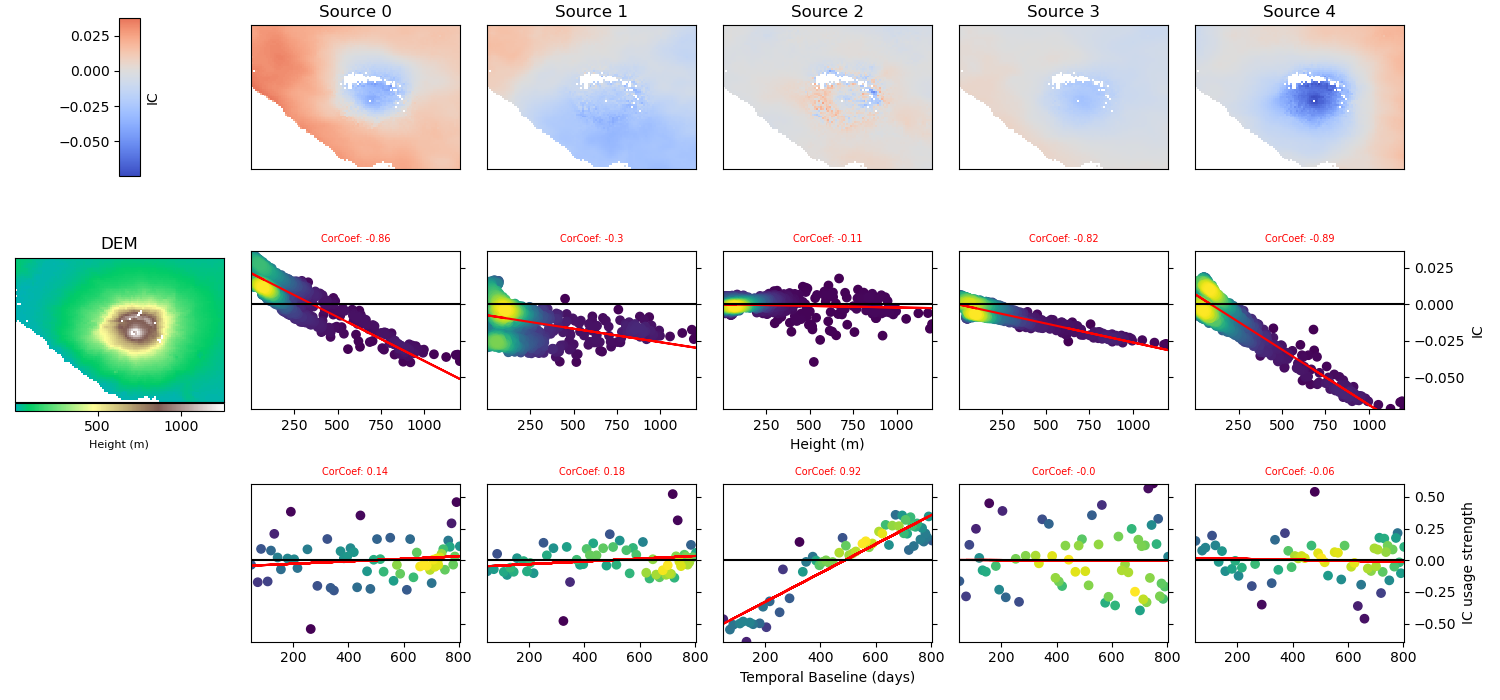 Source 0 Source 1 Source 2 Source 3 Source 4
0.025
0.000
−0.025
−0.050
IC
DEM
500 1000
Height (m)
CorCoef: -0.86 CorCoef: -0.3 CorCoef: -0.11 CorCoef: -0.82 CorCoef: -0.89
0.025
0.000
−0.025
−0.050
IC
250 500 750 1000 250 500 750 1000 250 500 750 1000 250 500 750 1000 250 500 750 1000
Height (m)
CorCoef: 0.14 CorCoef: 0.18 CorCoef: 0.92 CorCoef: -0.0 CorCoef: -0.06
0.50
0.25
0.00
−0.25
−0.50
IC usage strength
200 400 600 800 200 400 600 800 200 400 600 800 200 400 600 800 200 400 600 800
Temporal Baseline (days)